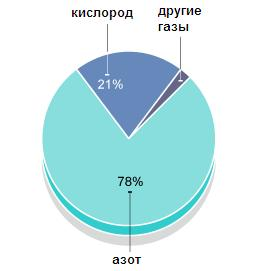 кислород
другие
газы
21%
78%
азот